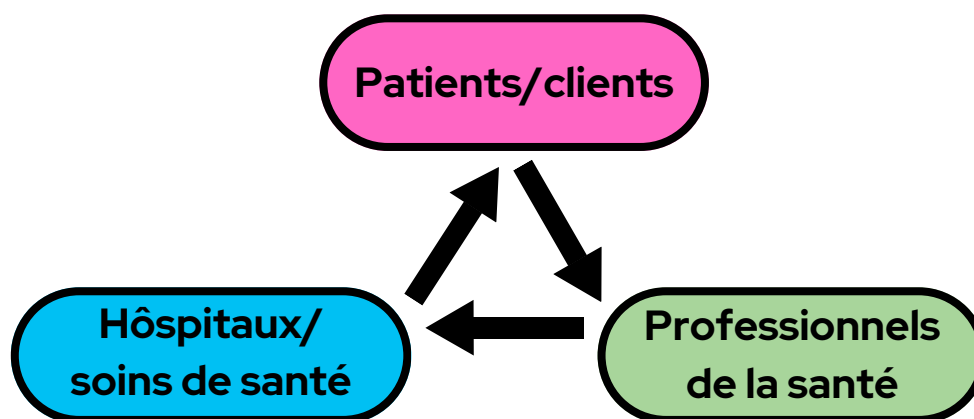 Patients/clients
Hôspitaux/
soins de santé
Professionnels
de la santé